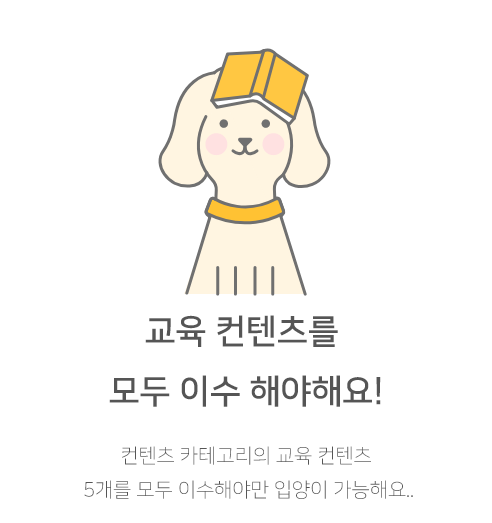 교육 컨텐츠를
모두 이수 해야해요!
컨텐츠 카테고리의 교육 컨텐츠
5개를 모두 이수해야만 입양이 가능해요..